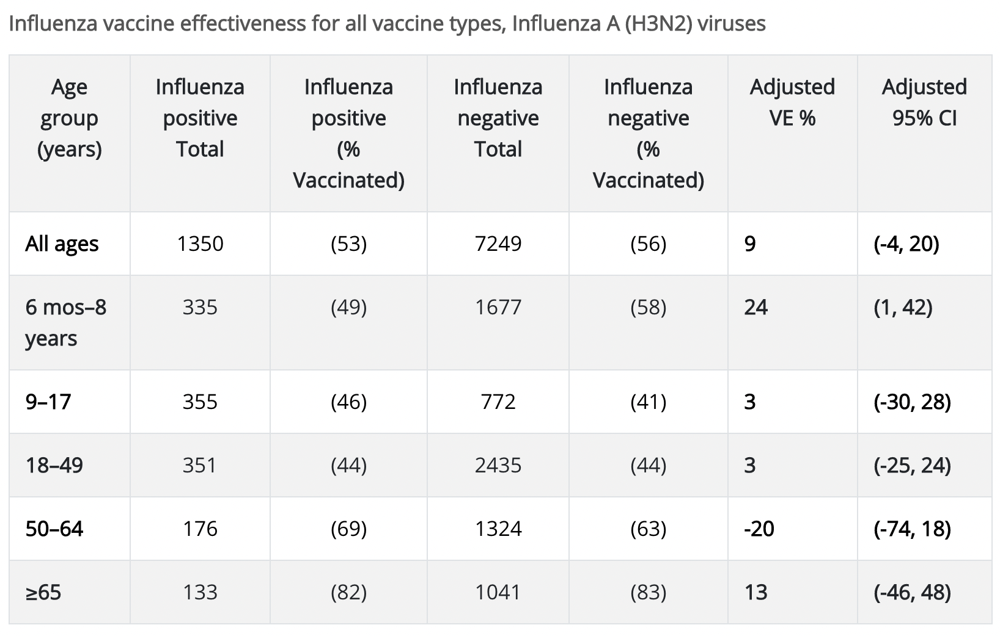 Influenza vaccine effectiveness for all vaccine types, Influenza A (H3N2) viruses
Age group (years) Influenza positive Total Influenza positive (% Vaccinated) Influenza negative Total Influenza negative (% Vaccinated) Adjusted VE % Adjusted 95% CI
All ages 1350 (53) 7249 (56) 9 (-4, 20)
6 mos–8 years 335 (49) 1677 (58) 24 (1, 42)
9–17 355 (46) 772 (41) 3 (-30, 28)
18–49 351 (44) 2435 (44) 3 (-25, 24)
50–64 176 (69) 1324 (63) -20 (-74, 18)
≥65 133 (82) 1041 (83) 13 (-46, 48)